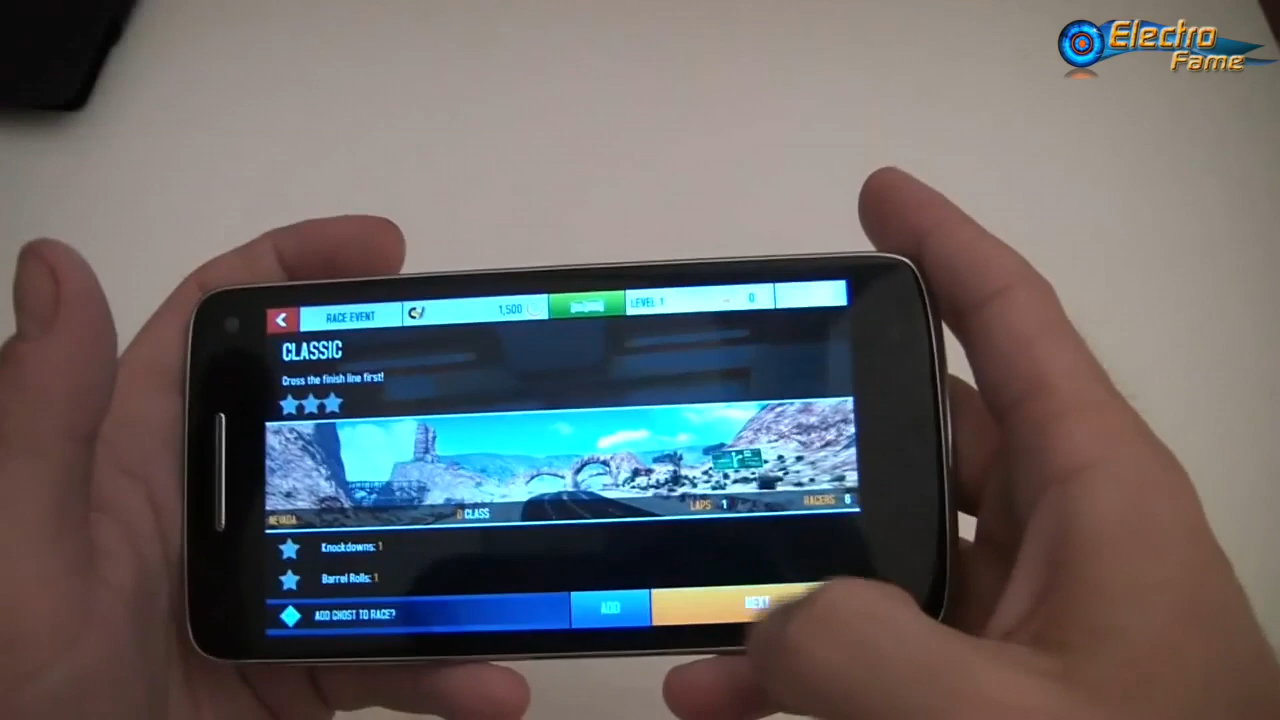 Electro
Fame
RACE EVENT
1,500
LEVEL 1
0
CLASSIC
Cross the finish line first!
NEVADA
D CLASS
LAPS 1
RACERS 6
Knockdowns: 1
Barrel Rolls: 1
ADD GHOST TO RACE?
ADD
NEXT